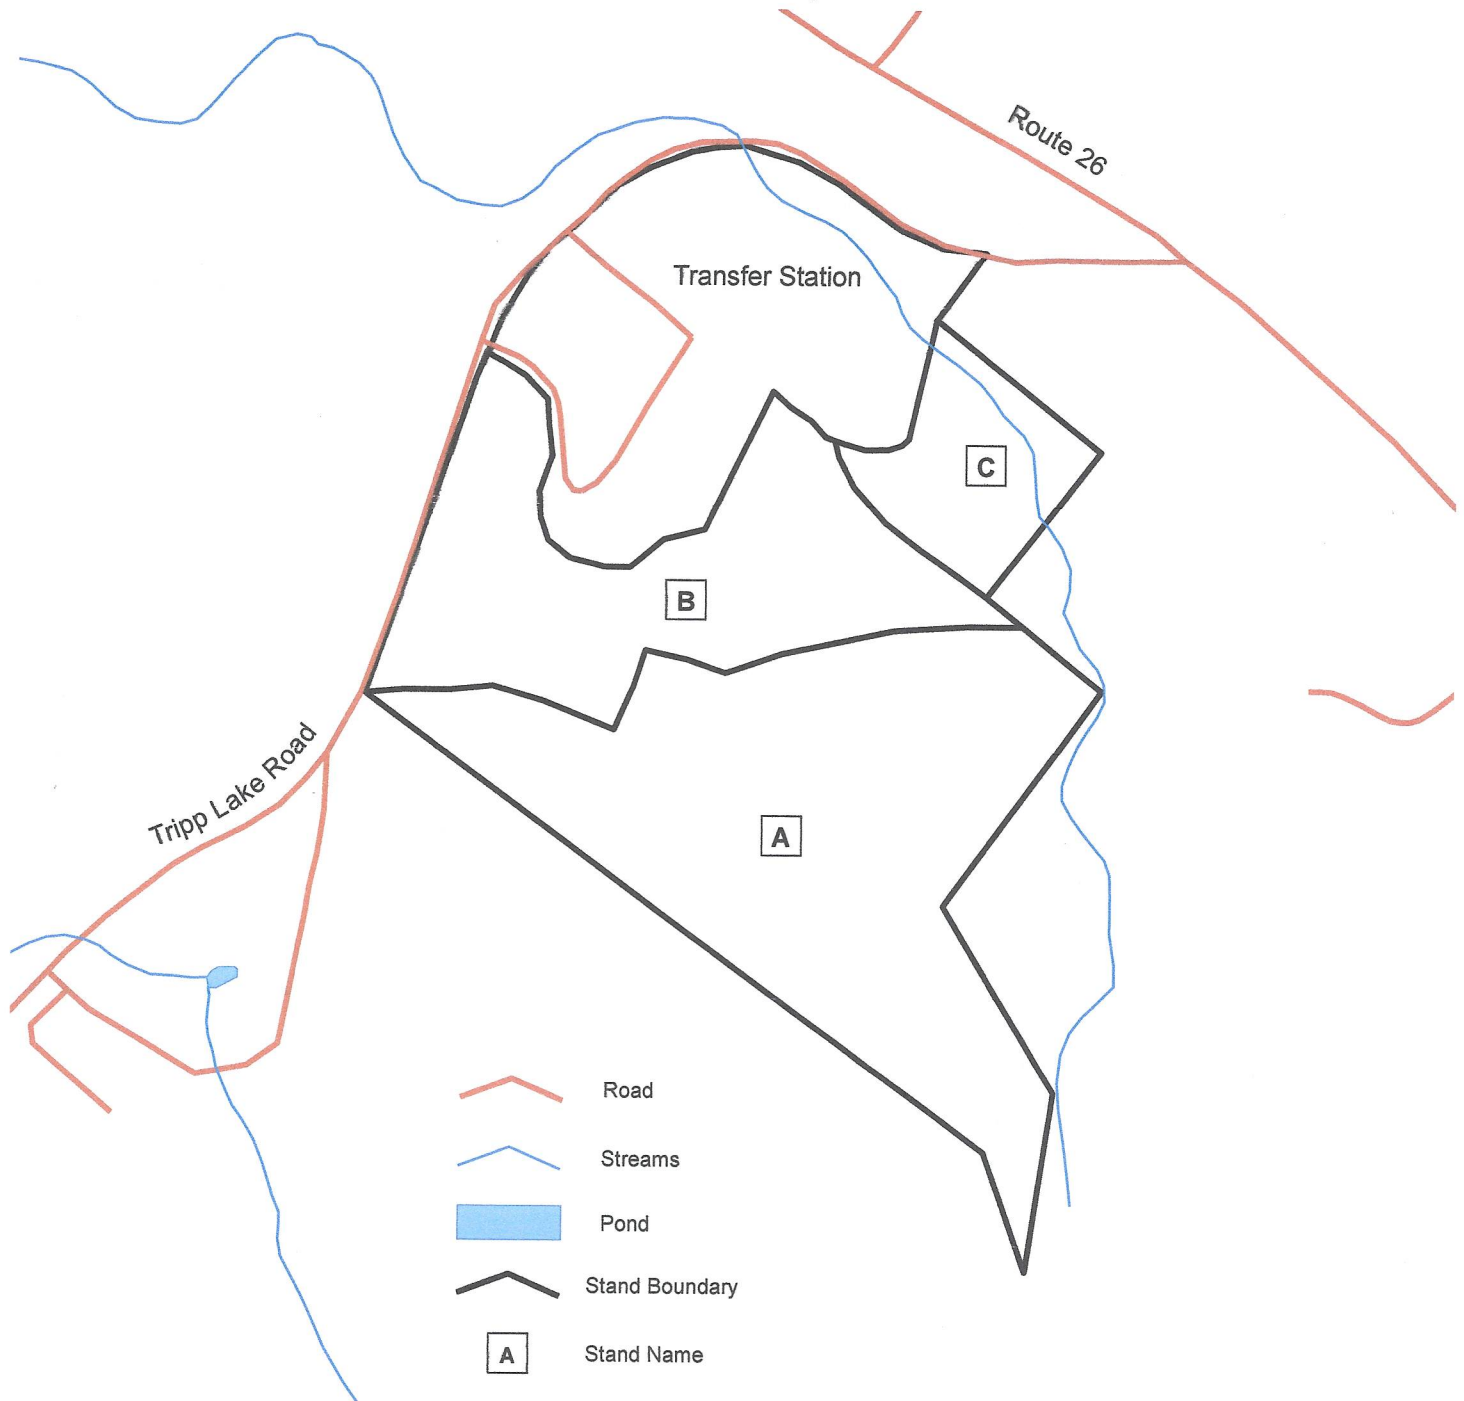 Route 26
Transfer Station
C
B
Tripp Lake Road
A
Road
Streams
Pond
Stand Boundary
A
Stand Name